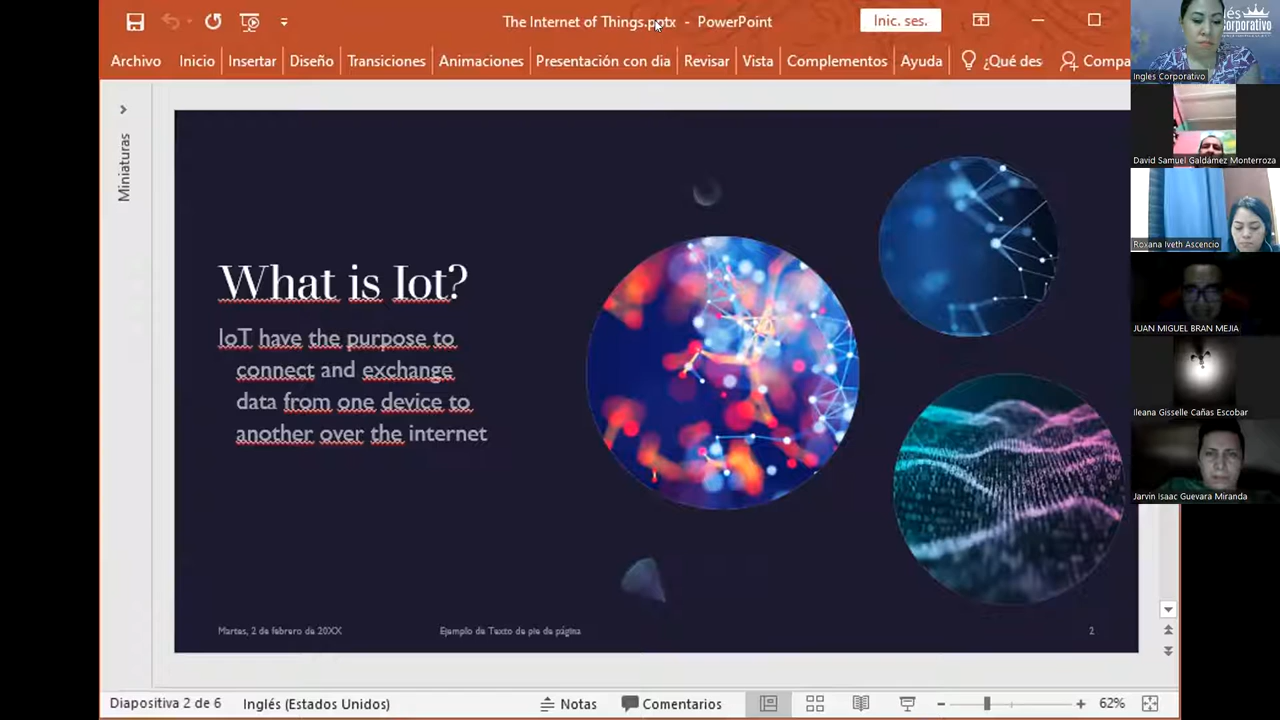 The Internet of Things.pptx - PowerPoint
Inic. ses.
Archivo Inicio Insertar Diseño Transiciones Animaciones Presentación con dia Revisar Vista Complementos Ayuda ¿Qué des Compa
Miniaturas
What is Iot?
IoT have the purpose to
connect and exchange
data from one device to
another over the internet
Martes, 2 de febrero de 20XX
Ejemplo de Texto de pie de página
2
Diapositiva 2 de 6
Inglés (Estados Unidos)
Notas
Comentarios
62%
Corporativo
Ingles Corporativo
David Samuel Galdámez Monterroza
Roxana Iveth Ascencio
JUAN MIGUEL BRAN MEJIA
Ileana Gisselle Cañas Escobar
Jarvin Isaac Guevara Miranda